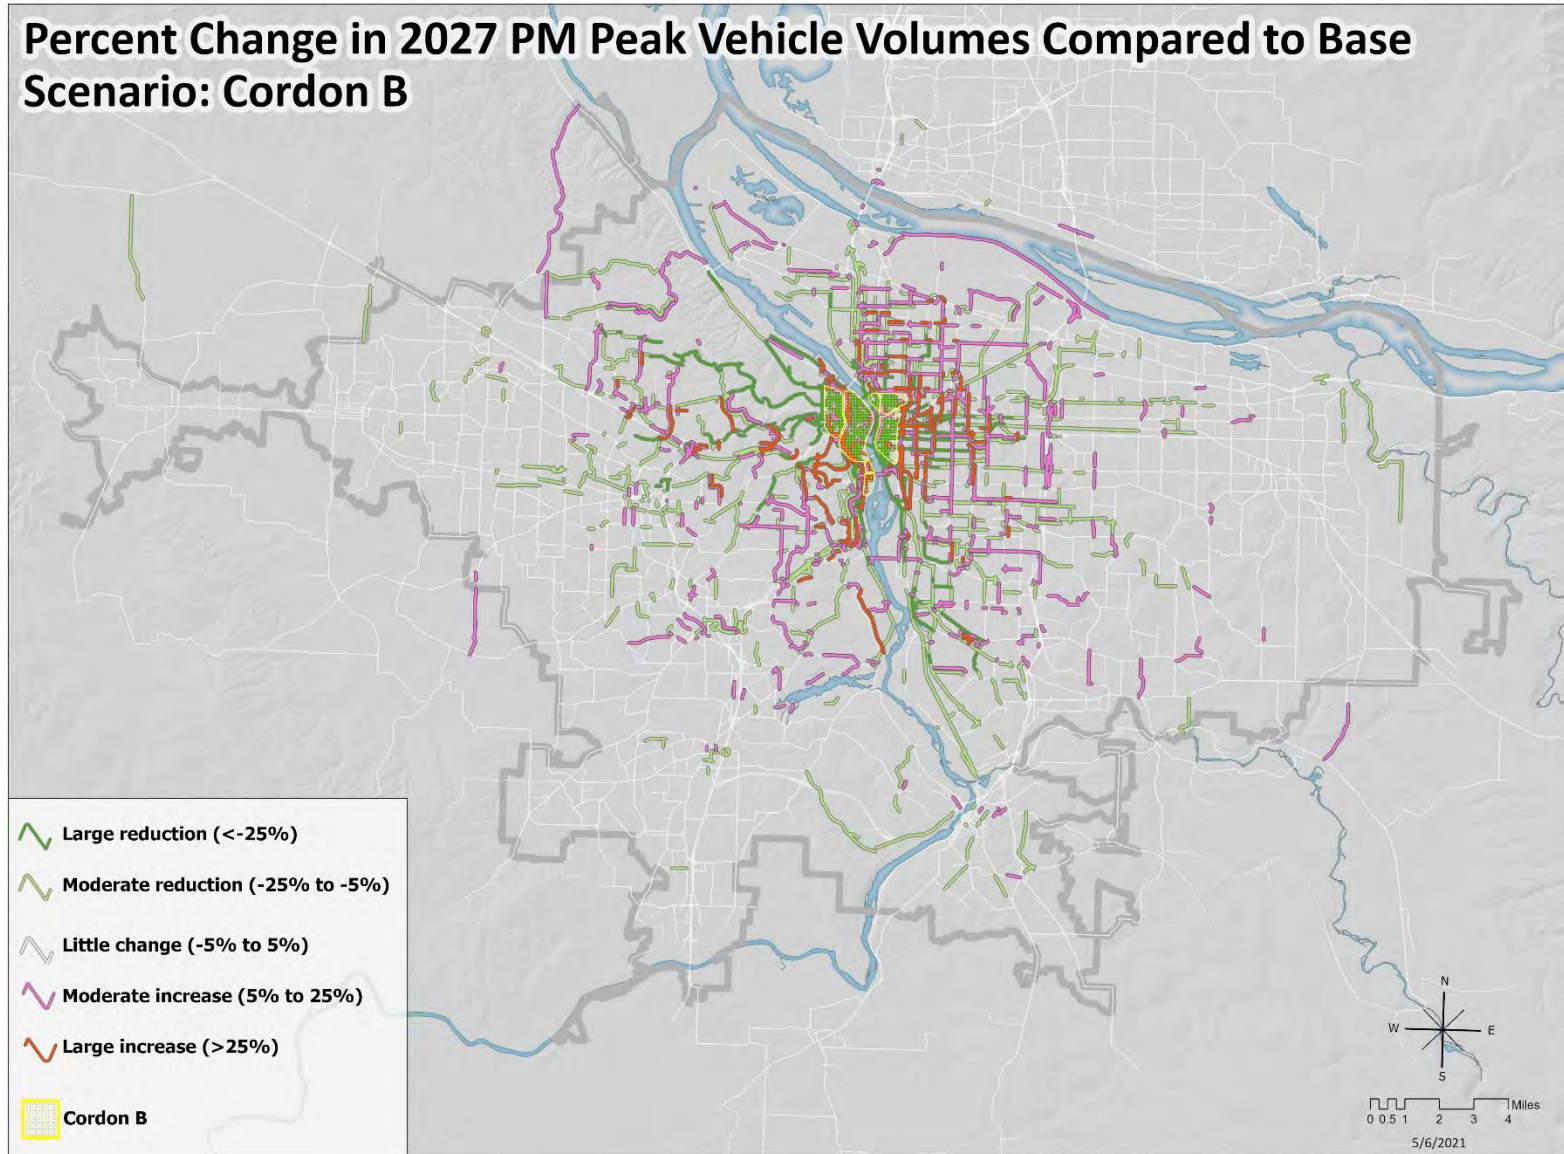 Percent Change in 2027 PM Peak Vehicle Volumes Compared to Base
Scenario: Cordon B
Large reduction (<-25%)
Moderate reduction (-25% to -5%)
Little change (-5% to 5%)
Moderate increase (5% to 25%)
Large increase (>25%)
Cordon B
N
W E
S
Miles
0 0.5 1 2 3 4
5/6/2021